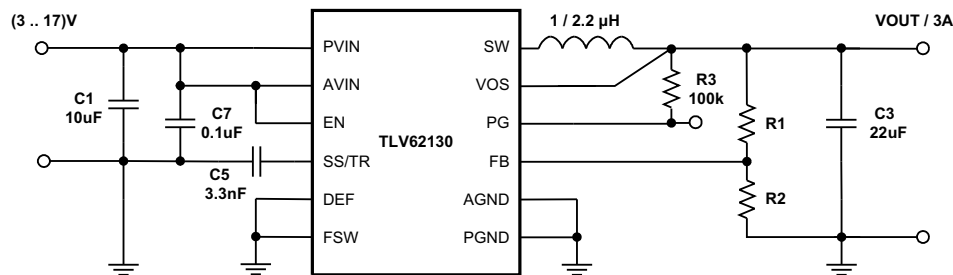 (3 .. 17)V
1 / 2.2 µH
VOUT / 3A
PVIN
SW
AVIN
VOS
R3
100k
C1
10uF
C7
0.1uF
EN
PG
TLV62130
R1
C3
22uF
C5
3.3nF
SS/TR
FB
DEF
AGND
R2
FSW
PGND